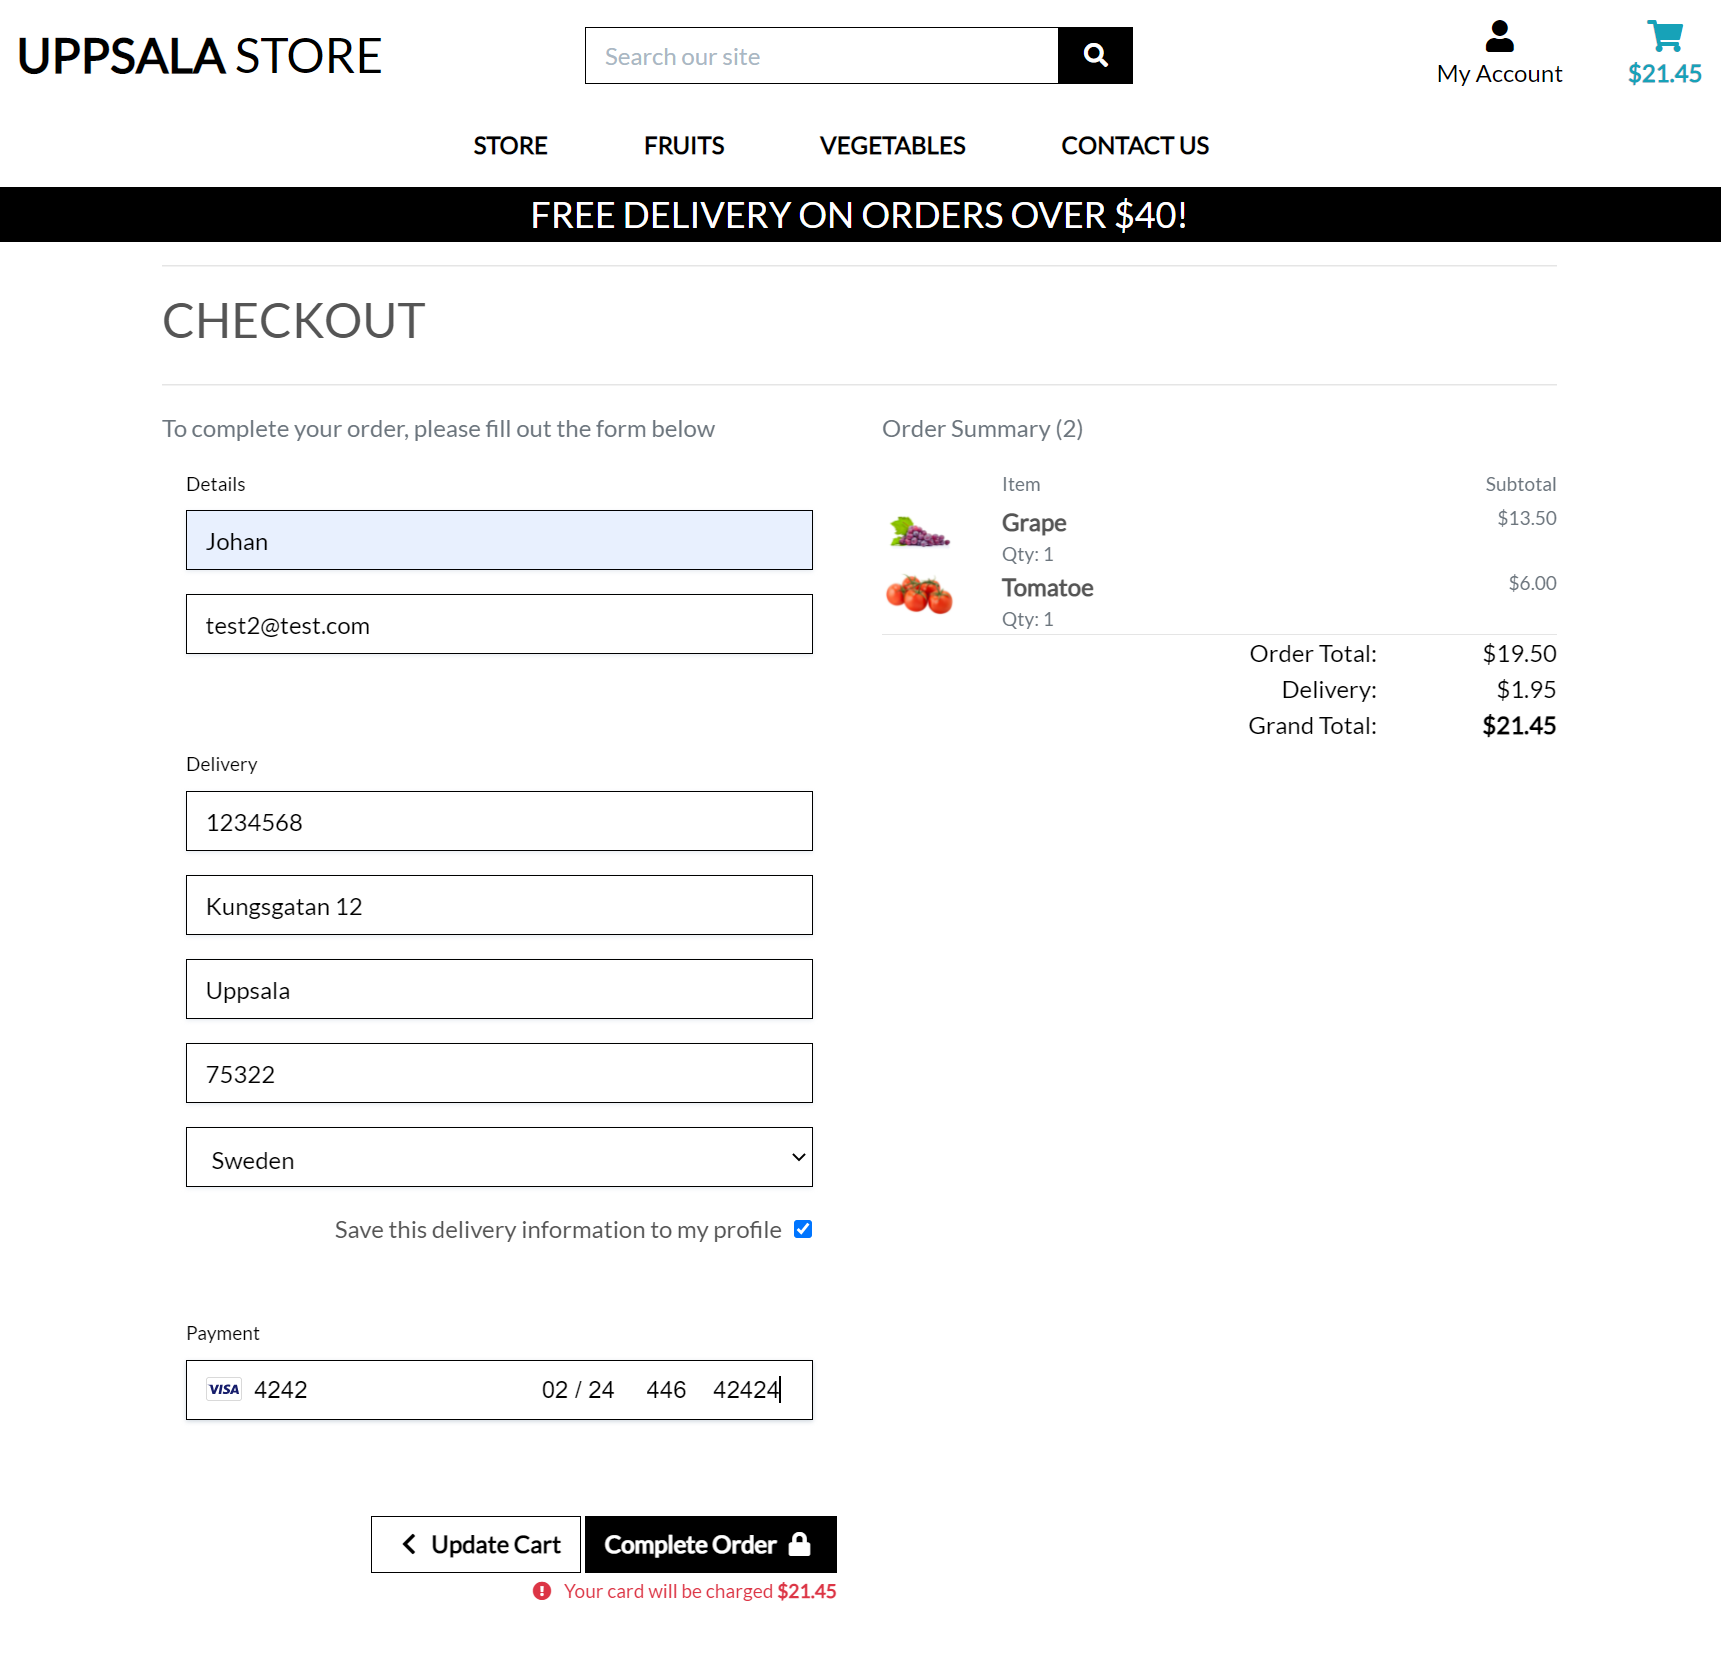 UPPSALA STORE
Search our site
My Account
$21.45
STORE FRUITS VEGETABLES CONTACT US
FREE DELIVERY ON ORDERS OVER $40!
CHECKOUT
To complete your order, please fill out the form below
Details
Johan
test2@test.com
Delivery
1234568
Kungsgatan 12
Uppsala
75322
Sweden
Save this delivery information to my profile
Payment
VISA 4242 02 / 24 446 42424
Update Cart
Complete Order
Your card will be charged $21.45
Order Summary (2)
Item Subtotal
Grape $13.50
Qty: 1
Tomatoe $6.00
Qty: 1
Order Total: $19.50
Delivery: $1.95
Grand Total: $21.45